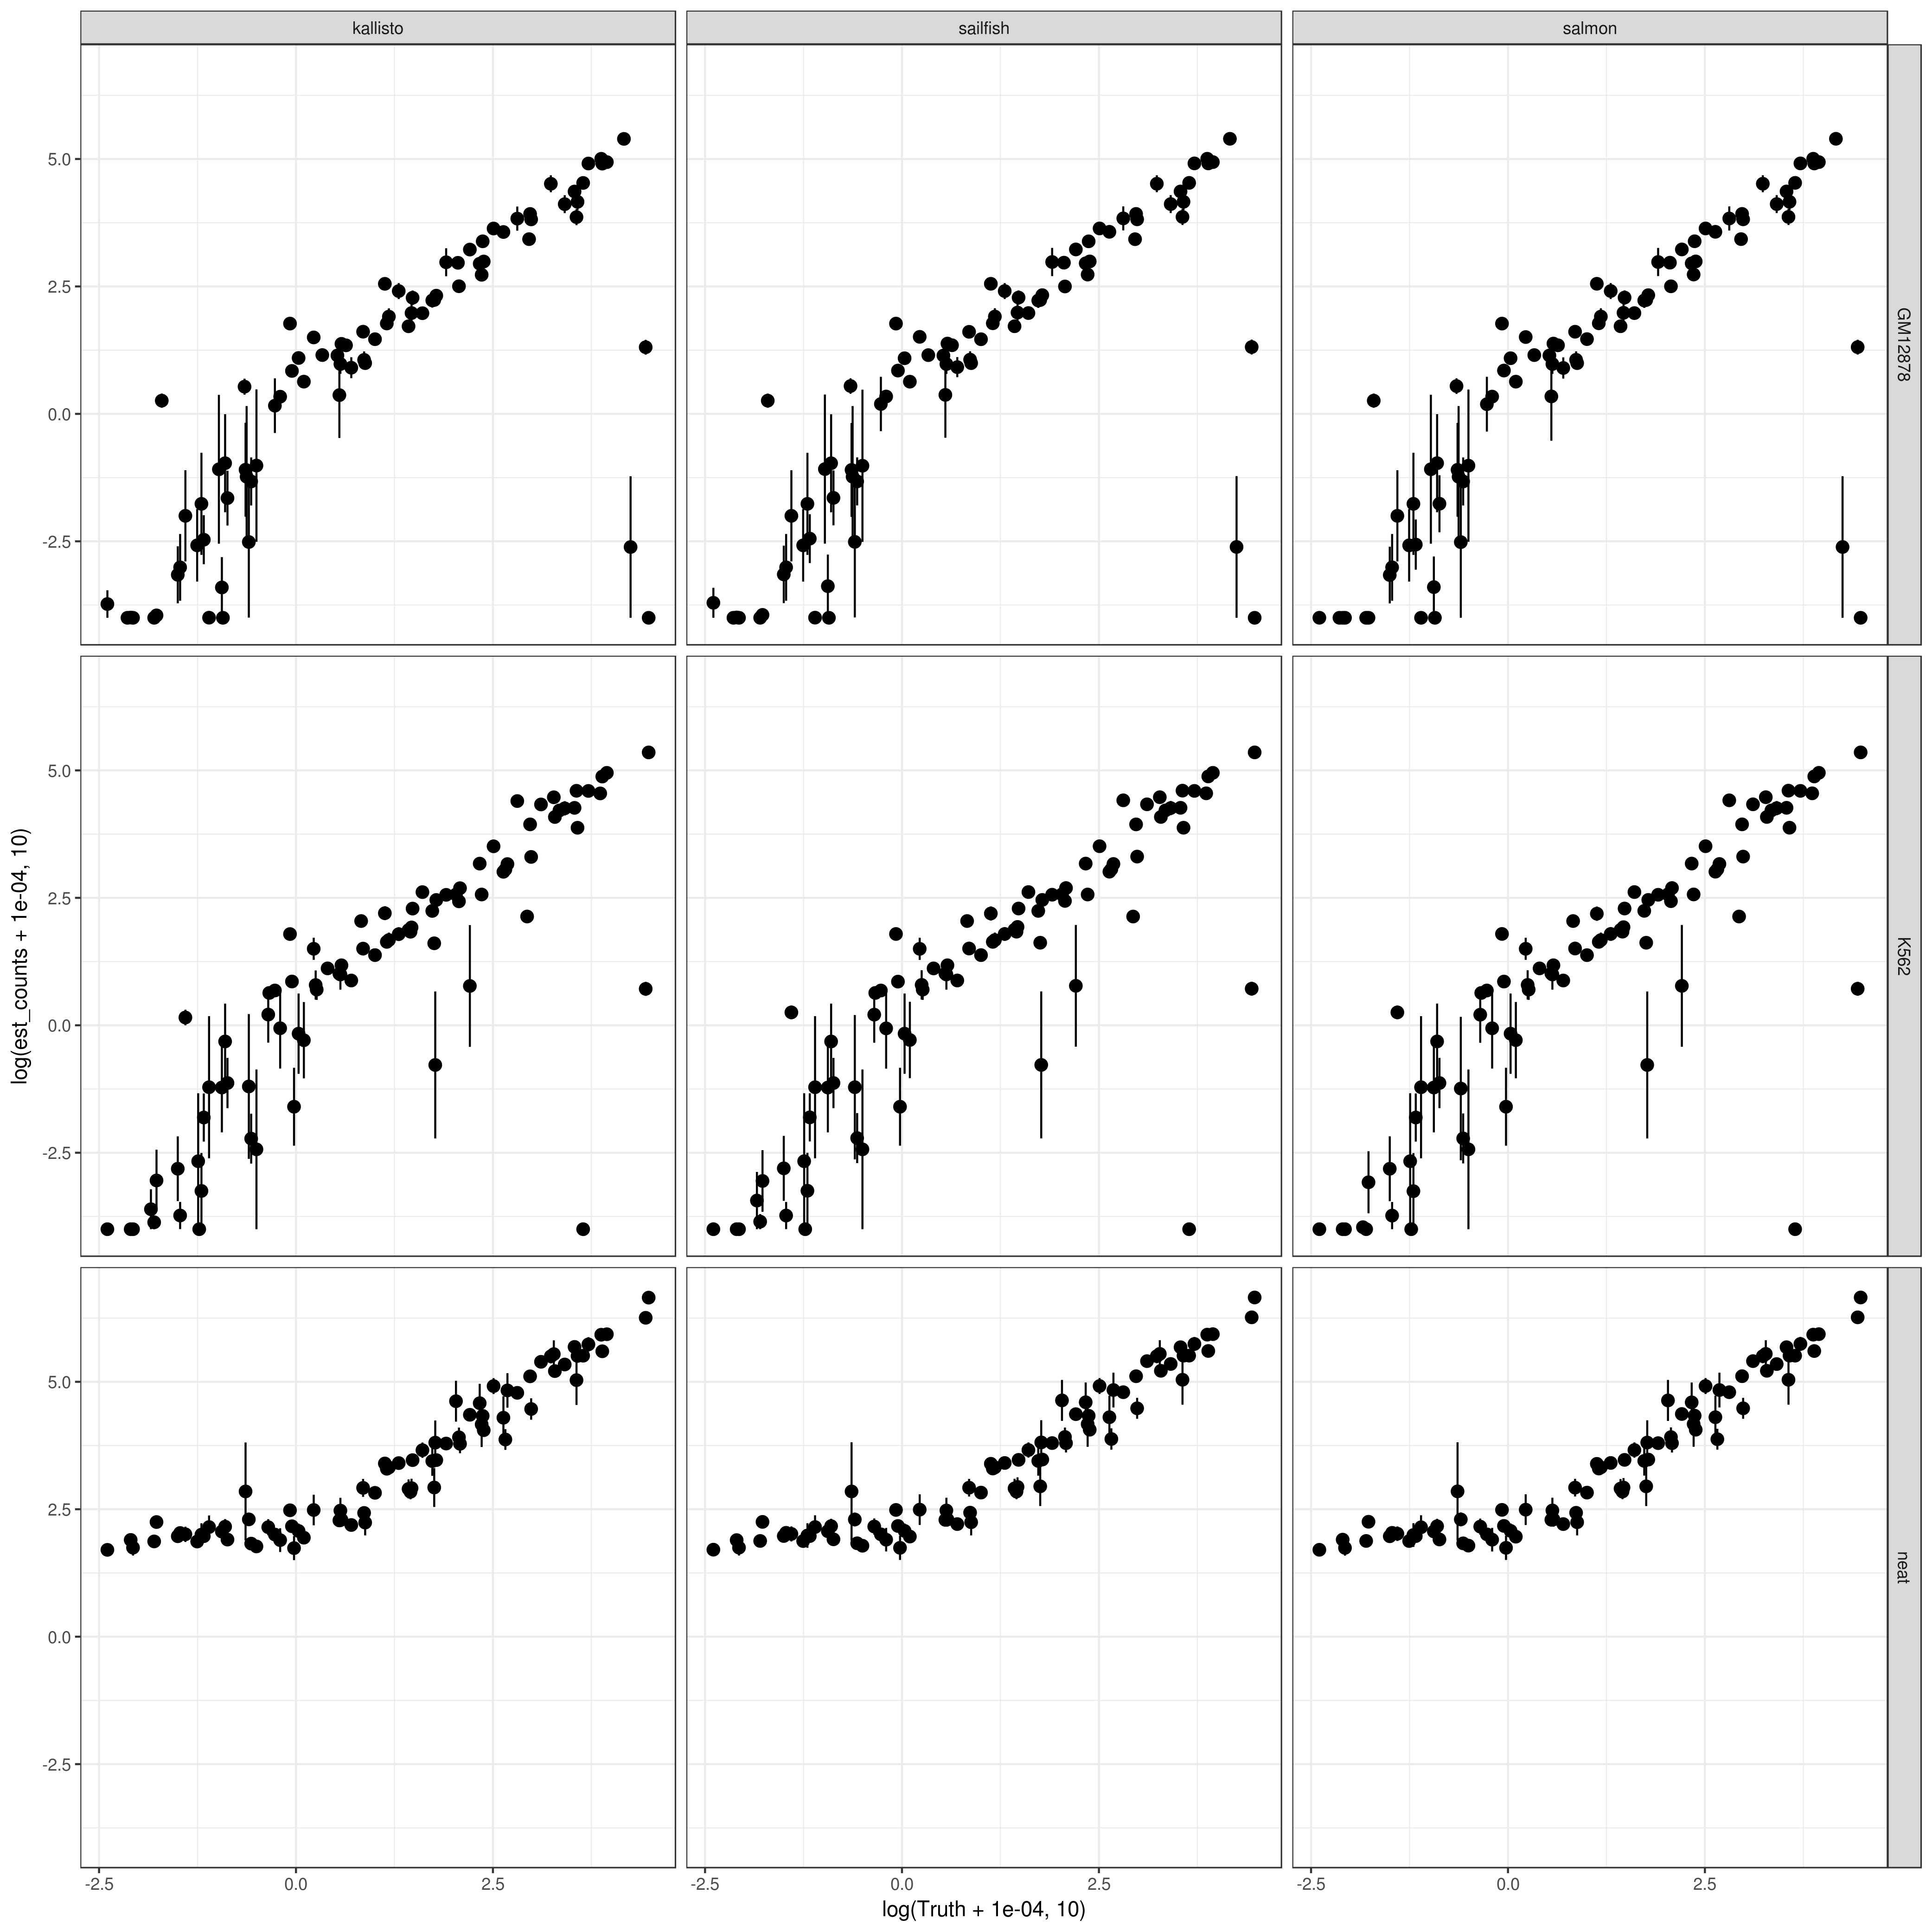 kallisto sailfish salmon
5.0
2.5
0.0
-2.5
GM12878
5.0
2.5
0.0
-2.5
K562
5.0
2.5
0.0
-2.5
neat
log(est_counts + 1e-04, 10)
-2.5 0.0 2.5 -2.5 0.0 2.5 -2.5 0.0 2.5
log(Truth + 1e-04, 10)